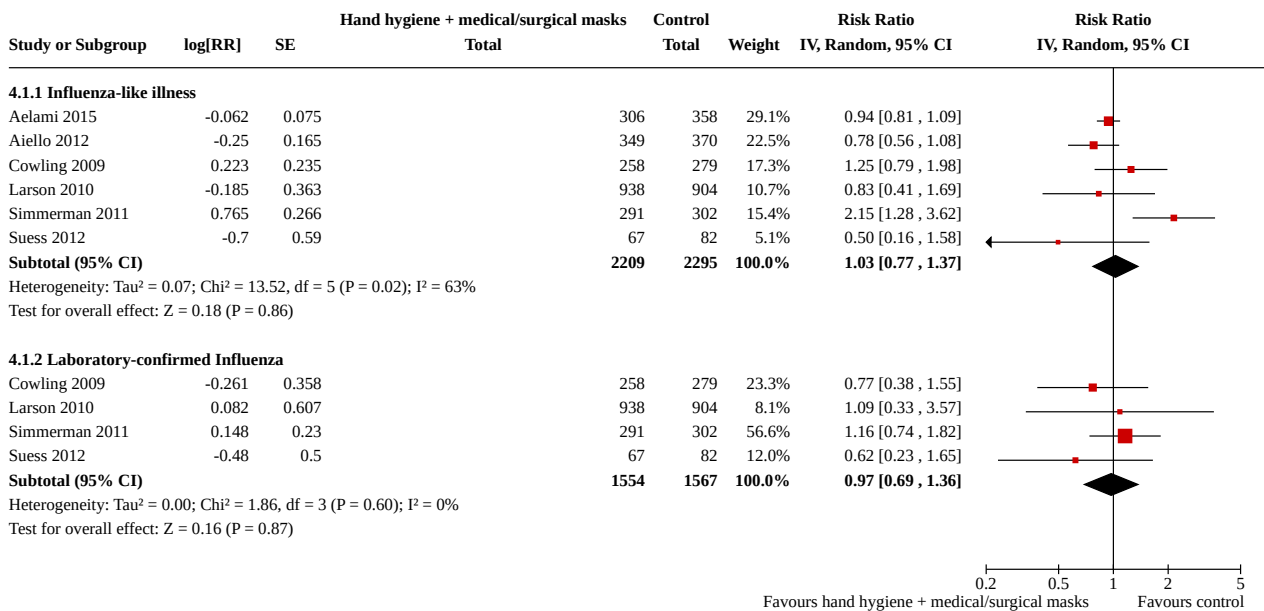 Hand hygiene + medical/surgical masks Control Risk Ratio Risk Ratio
Study or Subgroup log[RR] SE Total Total Weight IV, Random, 95% CI IV, Random, 95% CI
4.1.1 Influenza-like illness
Aelami 2015 -0.062 0.075 306 358 29.1% 0.94 [0.81 , 1.09]
Aiello 2012 -0.25 0.165 349 370 22.5% 0.78 [0.56 , 1.08]
Cowling 2009 0.223 0.235 258 279 17.3% 1.25 [0.79 , 1.98]
Larson 2010 -0.185 0.363 938 904 10.7% 0.83 [0.41 , 1.69]
Simmerman 2011 0.765 0.266 291 302 15.4% 2.15 [1.28 , 3.62]
Suess 2012 -0.7 0.59 67 82 5.1% 0.50 [0.16 , 1.58]
Subtotal (95% CI) 2209 2295 100.0% 1.03 [0.77 , 1.37]
Heterogeneity: Tau² = 0.07; Chi² = 13.52, df = 5 (P = 0.02); I² = 63%
Test for overall effect: Z = 0.18 (P = 0.86)
4.1.2 Laboratory-confirmed Influenza
Cowling 2009 -0.261 0.358 258 279 23.3% 0.77 [0.38 , 1.55]
Larson 2010 0.082 0.607 938 904 8.1% 1.09 [0.33 , 3.57]
Simmerman 2011 0.148 0.23 291 302 56.6% 1.16 [0.74 , 1.82]
Suess 2012 -0.48 0.5 67 82 12.0% 0.62 [0.23 , 1.65]
Subtotal (95% CI) 1554 1567 100.0% 0.97 [0.69 , 1.36]
Heterogeneity: Tau² = 0.00; Chi² = 1.86, df = 3 (P = 0.60); I² = 0%
Test for overall effect: Z = 0.16 (P = 0.87)
0.2 0.5 1 2 5
Favours hand hygiene + medical/surgical masks Favours control